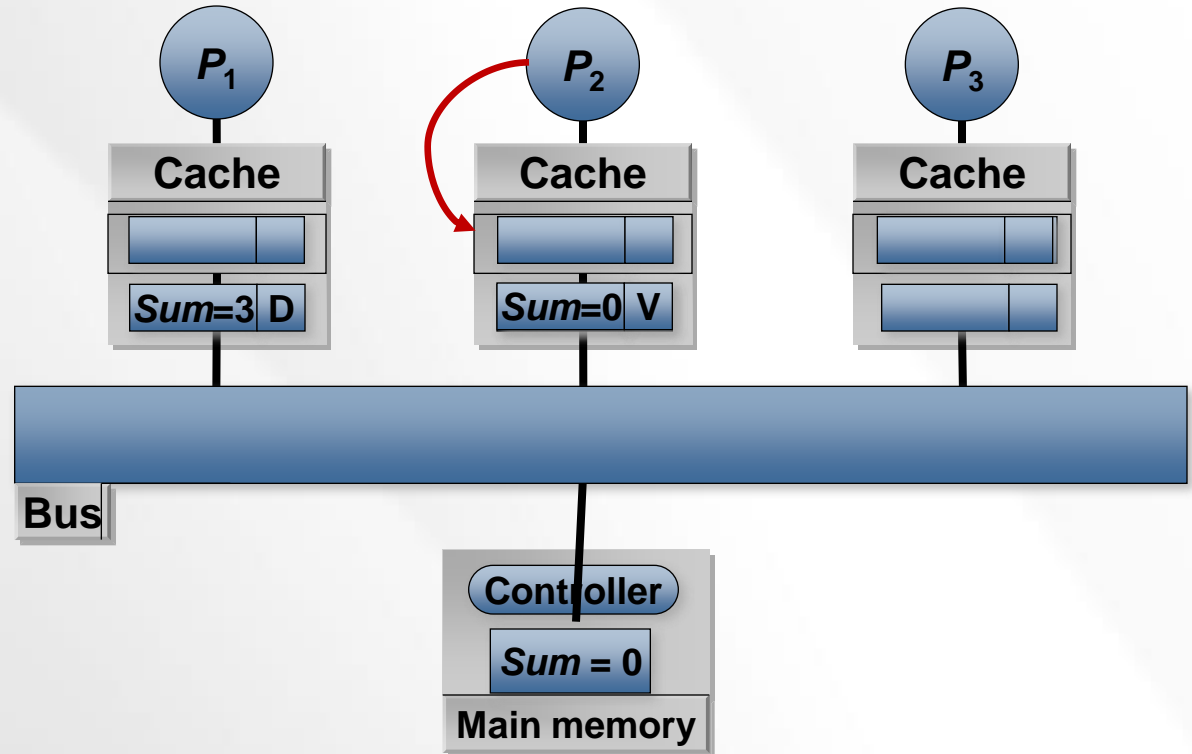 P1 P2 P3
Cache Cache Cache
Sum=3 D Sum=0 V
Bus
Controller
Sum = 0
Main memory